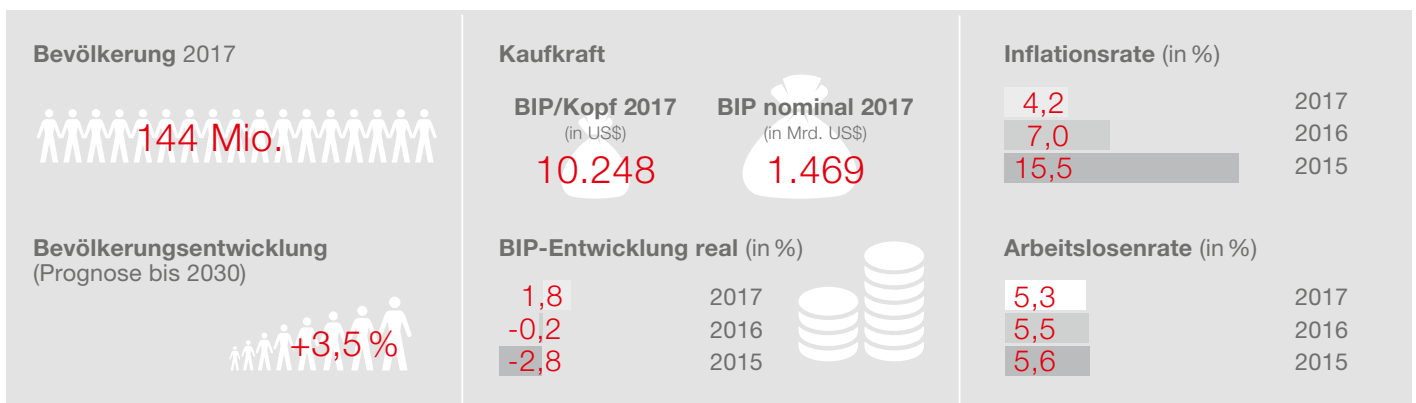 Bevölkerung 2017
144 Mio.
Bevölkerungsentwicklung
(Prognose bis 2030)
+3,5 %
Kaufkraft
BIP/Kopf 2017
(in US$)
10.248
BIP nominal 2017
(in Mrd. US$)
1.469
BIP-Entwicklung real (in %)
1,8 2017
-0,2 2016
-2,8 2015
Inflationsrate (in %)
4,2 2017
7,0 2016
15,5 2015
Arbeitslosenrate (in %)
5,3 2017
5,5 2016
5,6 2015